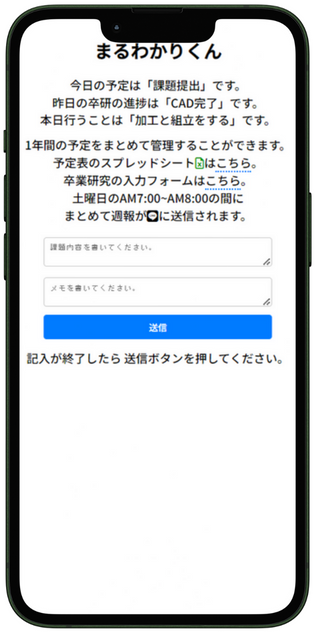 まるわかりくん
今日の予定は「課題提出」です。
昨日の卒研の進捗は「CAD完了」です。
本日行うことは「加工と組立をする」です。
1年間の予定をまとめて管理することができます。
予定表のスプレッドシートはこちら。
卒業研究の入力フォームはこちら。
土曜日のAM7:00~AM8:00の間に
まとめて週報がに送信されます。
課題内容を書いてください。
メモを書いてください。
送信
記入が終了したら 送信ボタンを押してください。